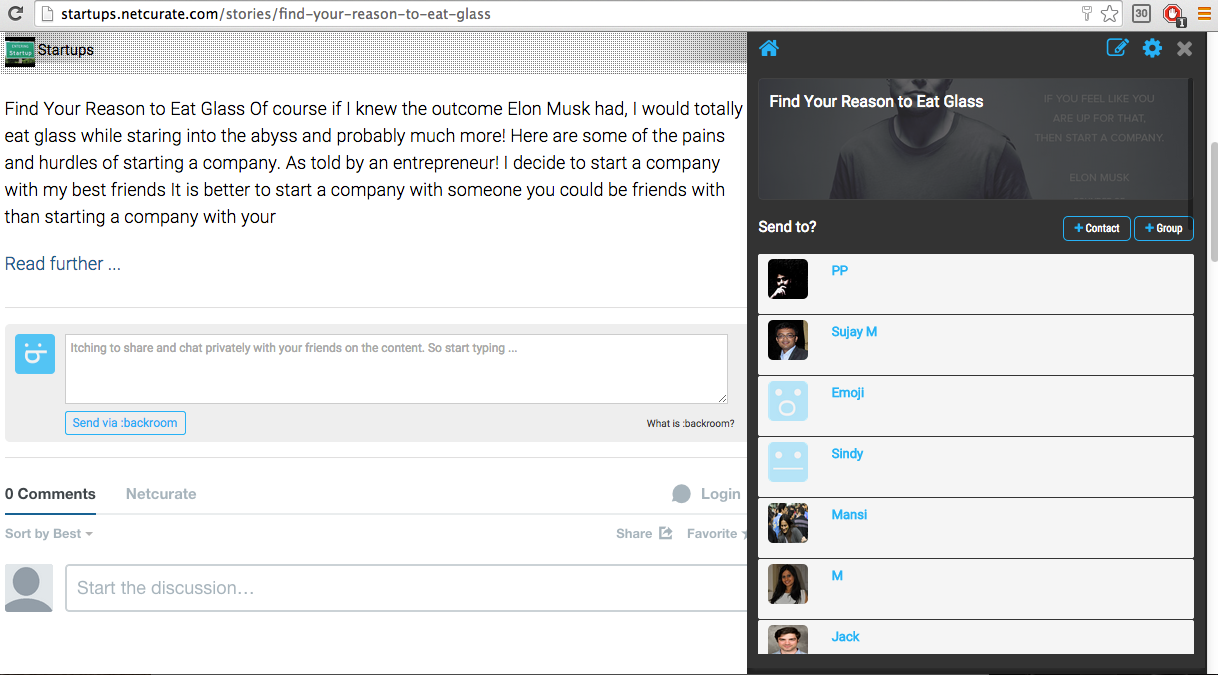 startups.netcurate.com/stories/find-your-reason-to-eat-glass
30
1
Startup
Startups
Find Your Reason to Eat Glass Of course if I knew the outcome Elon Musk had, I would totally
eat glass while staring into the abyss and probably much more! Here are some of the pains
and hurdles of starting a company. As told by an entrepreneur! I decide to start a company
with my best friends It is better to start a company with someone you could be friends with
than starting a company with your
Read further ...
Itching to share and chat privately with your friends on the content. So start typing ...
Send via :backroom
What is :backroom?
0 Comments
Netcurate
Login
Sort by Best
Share
Favorite
Start the discussion…
Find Your Reason to Eat Glass
IF YOU FEEL LIKE YOU
ARE UP FOR THAT,
THEN START A COMPANY.
ELON MUSK
Send to?
+ Contact
+ Group
PP
Sujay M
Emoji
Sindy
Mansi
M
Jack